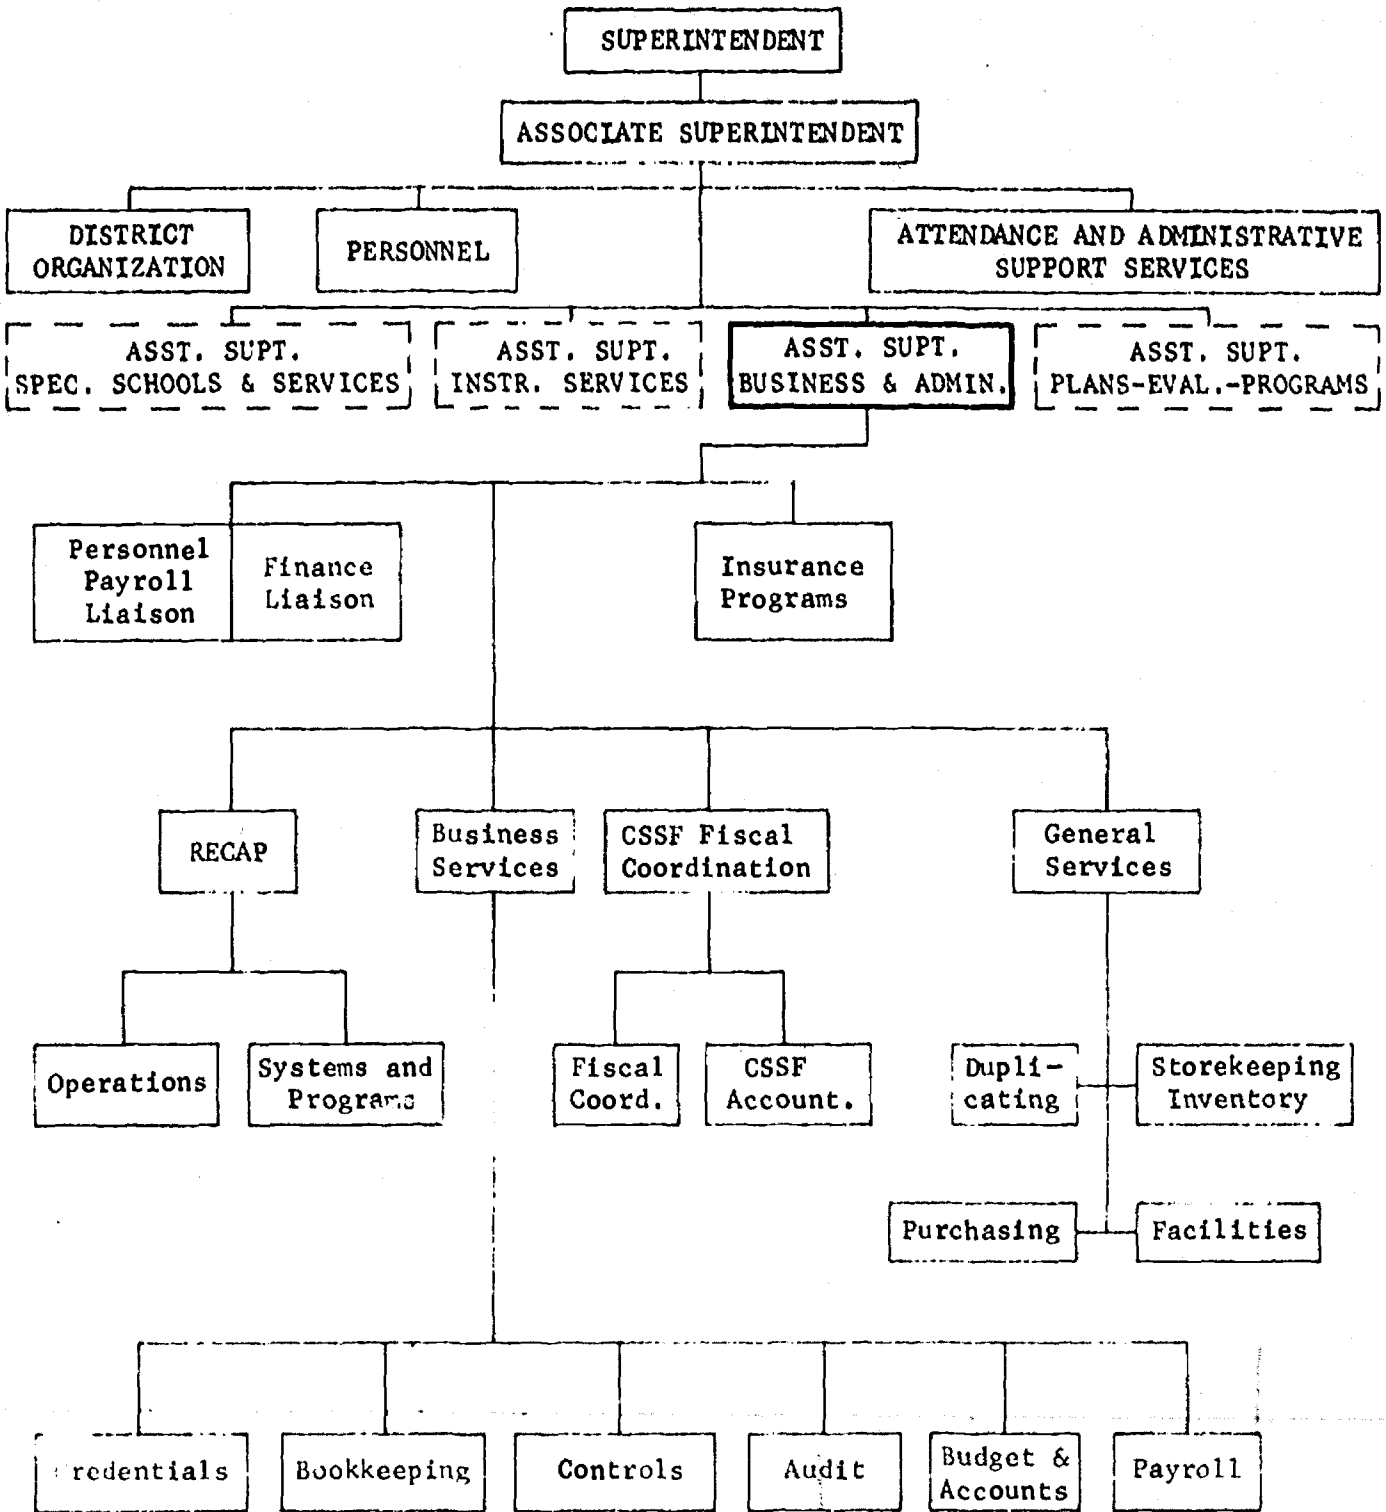 SUPERINTENDENT
ASSOCIATE SUPERINTENDENT
DISTRICT
ORGANIZATION
PERSONNEL
ATTENDANCE AND ADMINISTRATIVE
SUPPORT SERVICES
ASST. SUPT.
SPEC. SCHOOLS & SERVICES
ASST. SUPT.
INSTR. SERVICES
ASST. SUPT.
BUSINESS & ADMIN.
ASST. SUPT.
PLANS-EVAL.-PROGRAMS
Personnel
Payroll
Liaison
Finance
Liaison
Insurance
Programs
RECAP
Business
Services
CSSF Fiscal
Coordination
General
Services
Operations
Systems and
Programs
Fiscal
Coord.
CSSF
Account.
Dupli-
cating
Storekeeping
Inventory
Purchasing
Facilities
redentials
Bookkeeping
Controls
Audit
Budget &
Accounts
Payroll